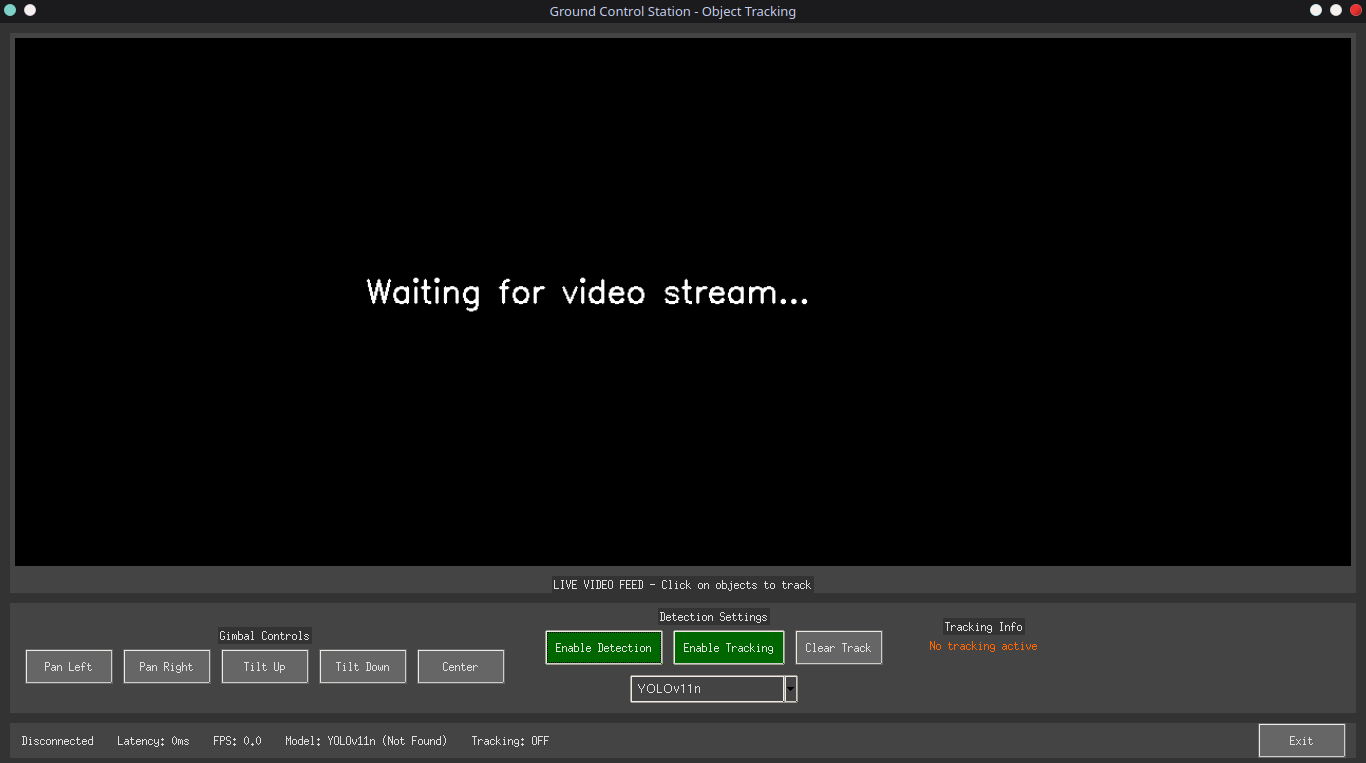 Ground Control Station - Object Tracking
Waiting for video stream...
LIVE VIDEO FEED - Click on objects to track
Gimbal Controls
Pan Left
Pan Right
Tilt Up
Tilt Down
Center
Detection Settings
Enable Detection
Enable Tracking
Clear Track
YOLOv11n
Tracking Info
No tracking active
Disconnected
Latency: 0ms
FPS: 0.0
Model: YOLOv11n (Not Found)
Tracking: OFF
Exit